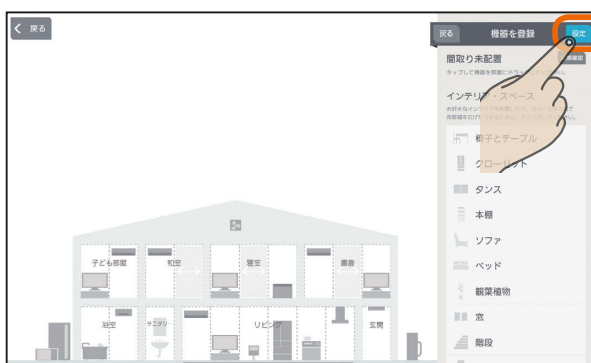 戻る
戻る 機器を登録 設定
間取り未配置
インテリア・スペース
椅子とテーブル
クローゼット
タンス
本棚
ソファ
ベッド
観葉植物
窓
階段
子ども部屋 和室 寝室 書斎
浴室 サニタリー リビング 玄関